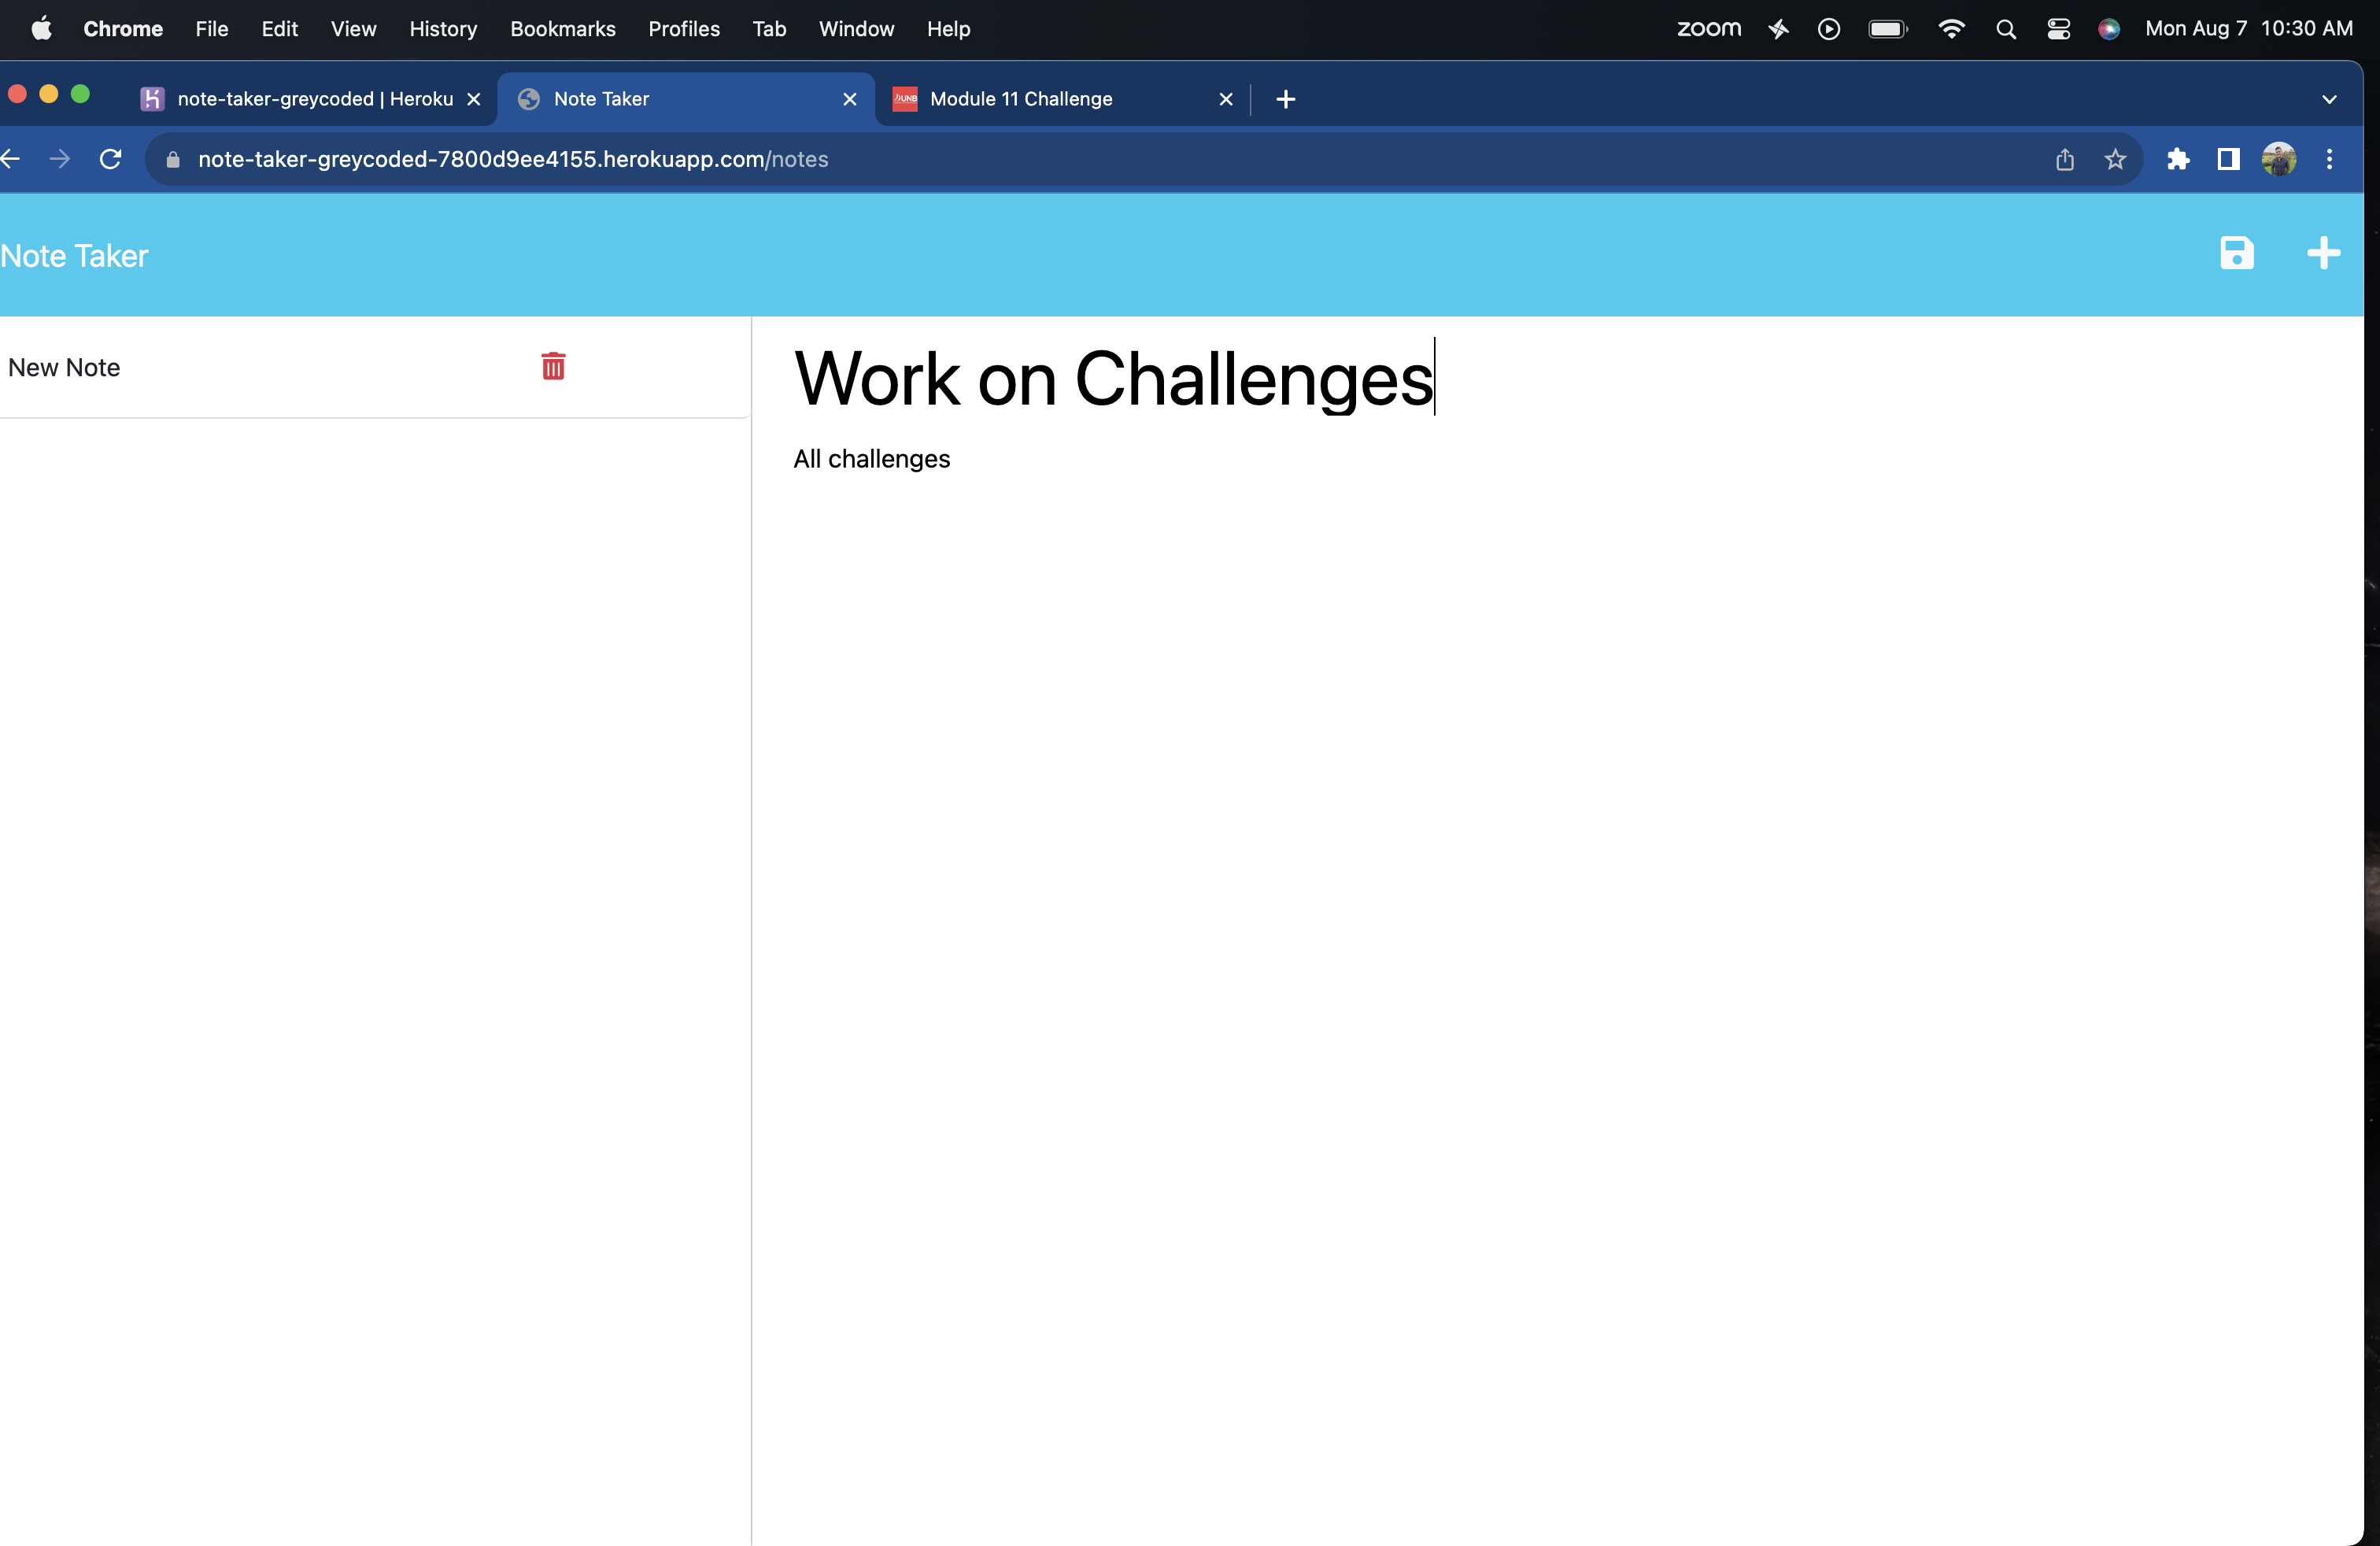 Chrome File Edit View History Bookmarks Profiles Tab Window Help zoom Mon Aug 7 10:30 AM
note-taker-greycoded | Heroku Note Taker UNB Module 11 Challenge
note-taker-greycoded-7800d9ee4155.herokuapp.com/notes
Note Taker
New Note
Work on Challenges
All challenges